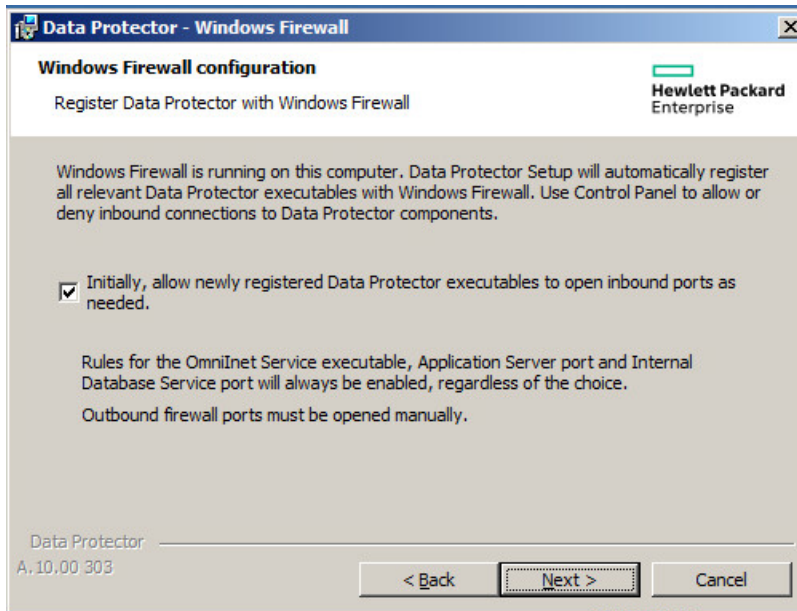 Data Protector - Windows Firewall
Windows Firewall configuration
Register Data Protector with Windows Firewall
Hewlett Packard
Enterprise
Windows Firewall is running on this computer. Data Protector Setup will automatically register
all relevant Data Protector executables with Windows Firewall. Use Control Panel to allow or
deny inbound connections to Data Protector components.
Initially, allow newly registered Data Protector executables to open inbound ports as
needed.
Rules for the OmniInet Service executable, Application Server port and Internal
Database Service port will always be enabled, regardless of the choice.
Outbound firewall ports must be opened manually.
Data Protector
A.10.00 303
< Back
Next >
Cancel